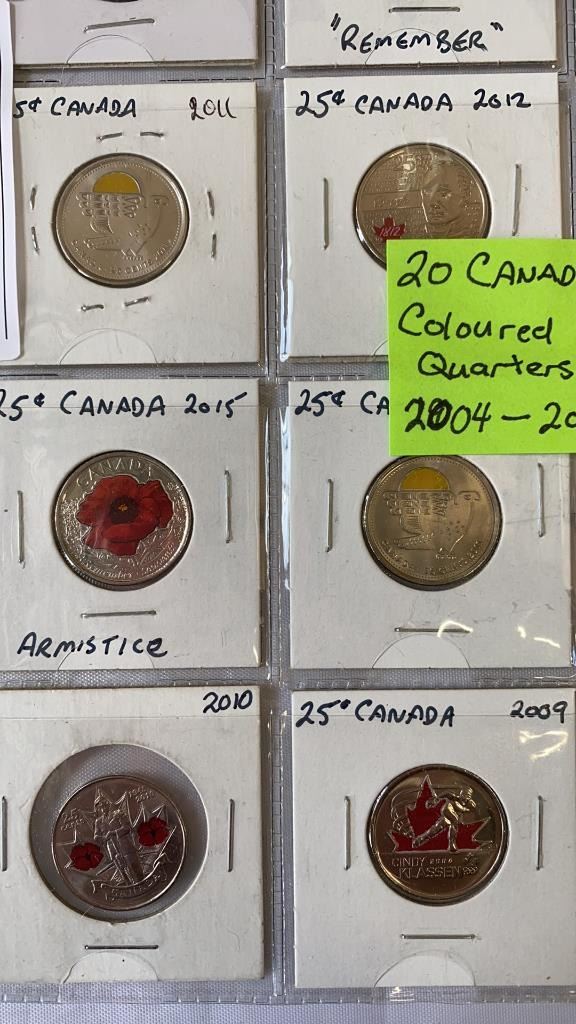 "REMEMBER"
5¢ CANADA 2011
25¢ CANADA 2012
1812
20 CANAD
Coloured
Quarters
2004 - 20
25¢ CANADA 2015
25¢ CA
CANADA
ARMISTICE
2010
25¢ CANADA 2009
CINDY
KLASSEN